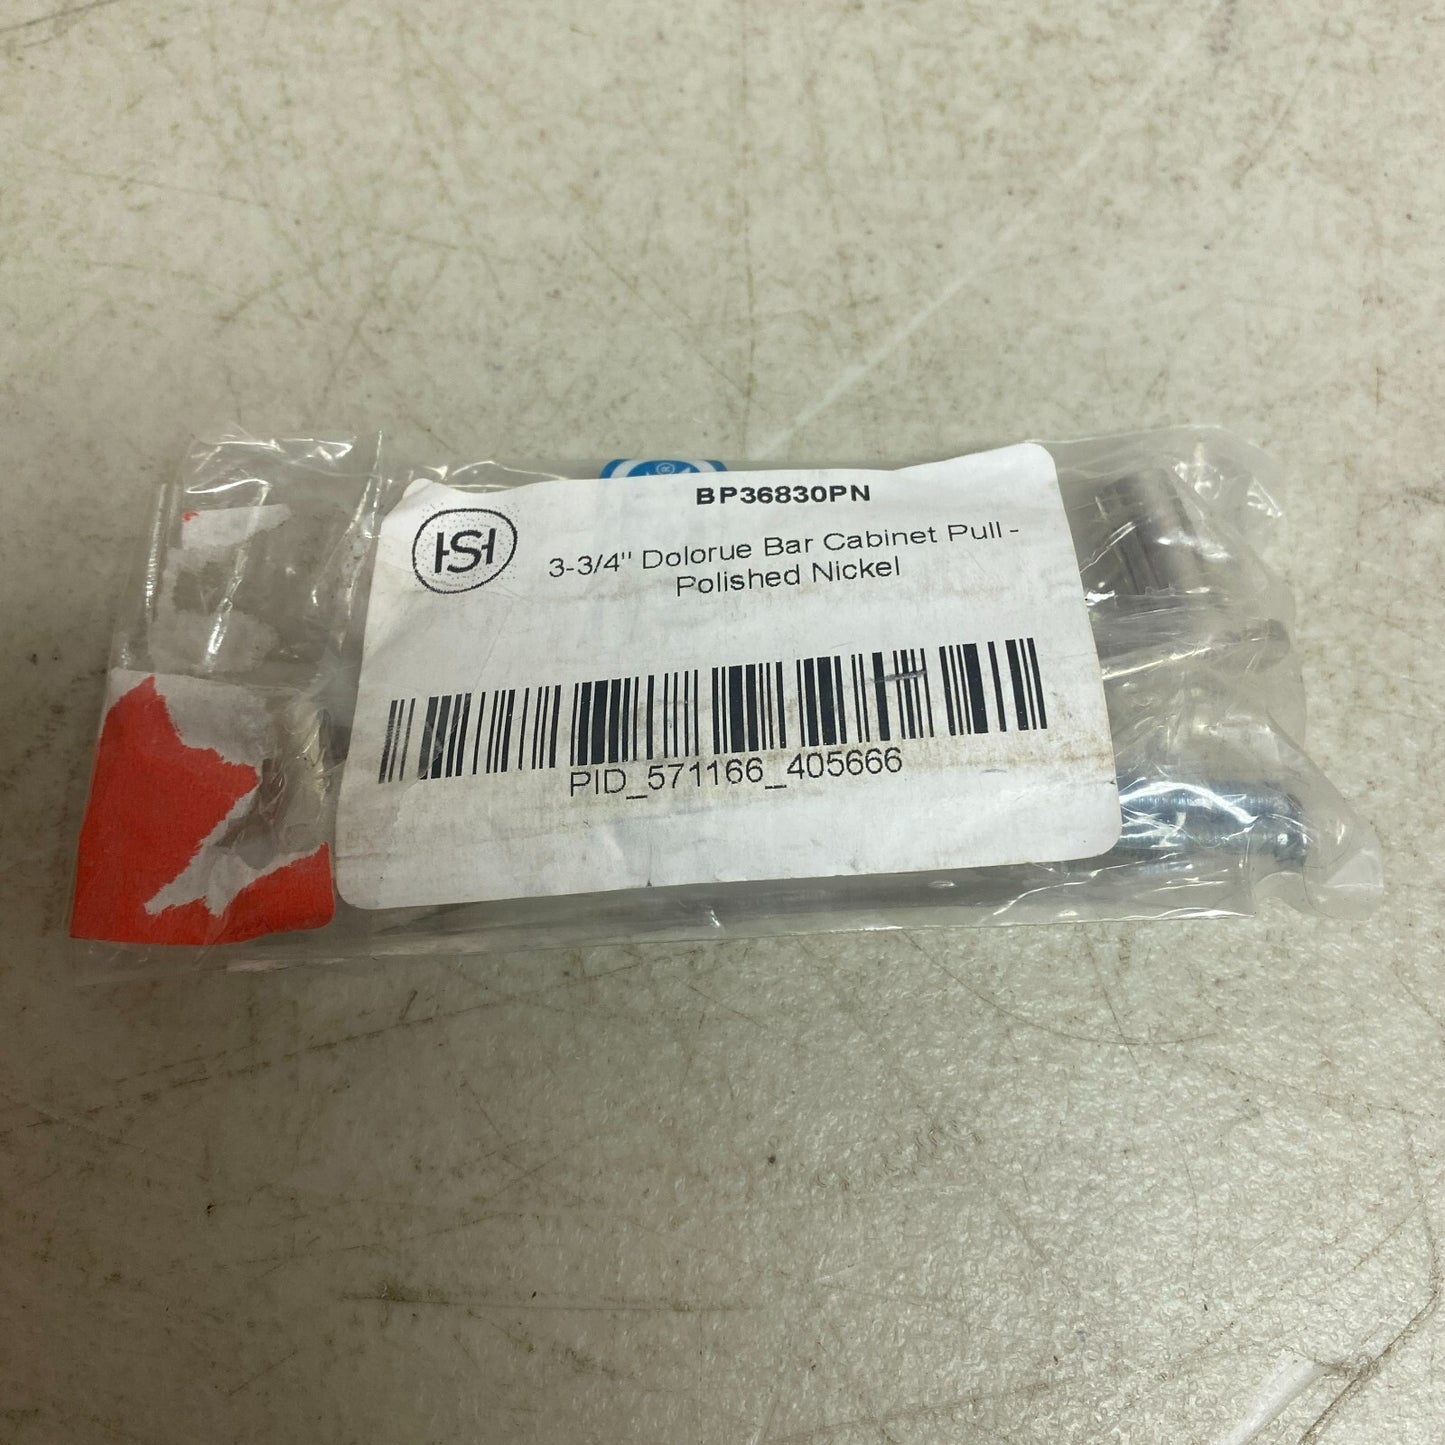 BP36830PN
HSH
3-3/4" Dolorue Bar Cabinet Pull -
Polished Nickel
PID_571166_405666